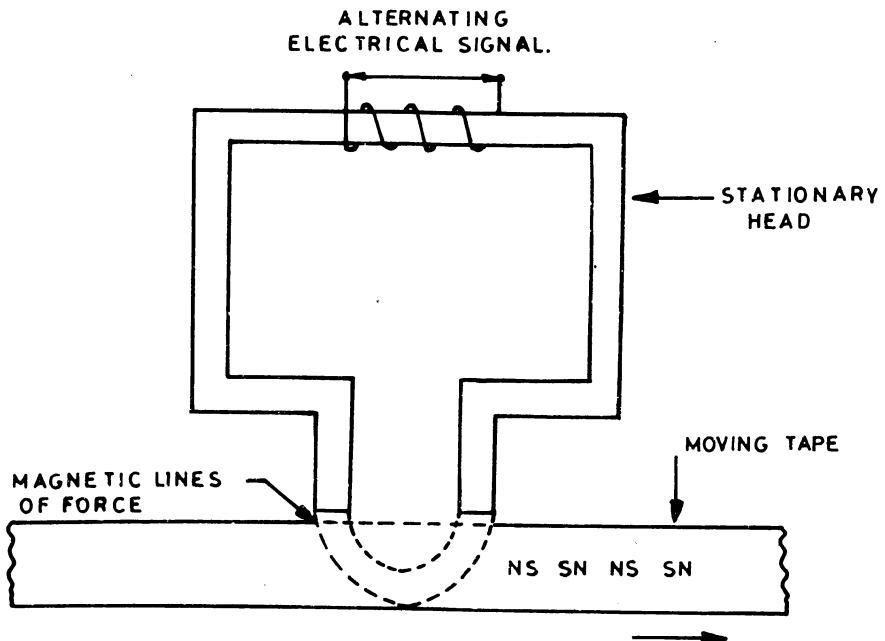 ALTERNATING
ELECTRICAL SIGNAL.
STATIONARY
HEAD
MOVING TAPE
MAGNETIC LINES
OF FORCE
NS SN NS SN